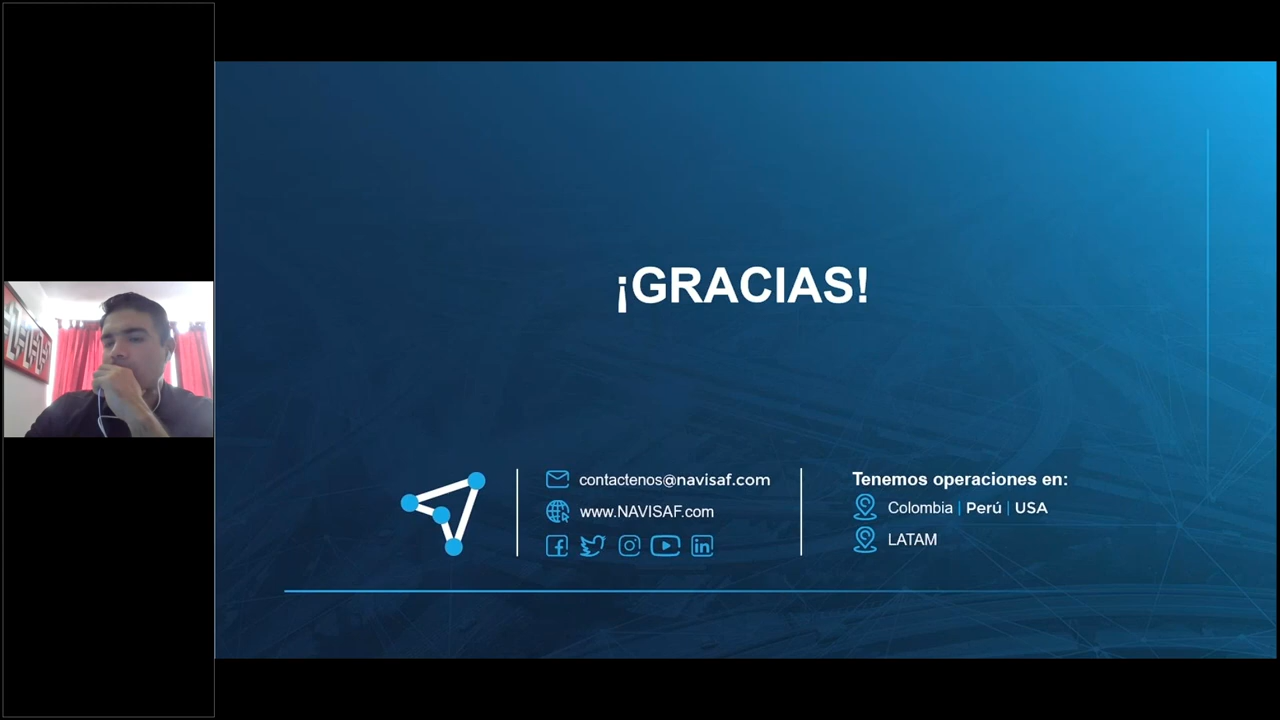 ¡GRACIAS!
contactenos@navisaf.com
www.NAVISAF.com
Tenemos operaciones en:
Colombia | Perú | USA
LATAM